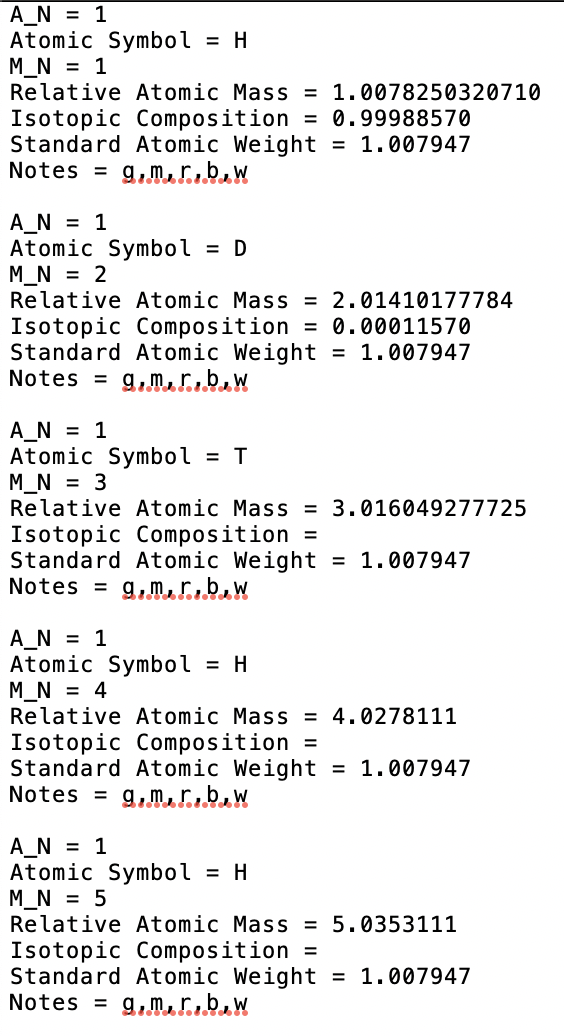 A_N = 1
Atomic Symbol = H
M_N = 1
Relative Atomic Mass = 1.0078250320710
Isotopic Composition = 0.99988570
Standard Atomic Weight = 1.007947
Notes = g,m,r,b,w
A_N = 1
Atomic Symbol = D
M_N = 2
Relative Atomic Mass = 2.01410177784
Isotopic Composition = 0.00011570
Standard Atomic Weight = 1.007947
Notes = g,m,r,b,w
A_N = 1
Atomic Symbol = T
M_N = 3
Relative Atomic Mass = 3.016049277725
Isotopic Composition =
Standard Atomic Weight = 1.007947
Notes = g,m,r,b,w
A_N = 1
Atomic Symbol = H
M_N = 4
Relative Atomic Mass = 4.0278111
Isotopic Composition =
Standard Atomic Weight = 1.007947
Notes = g,m,r,b,w
A_N = 1
Atomic Symbol = H
M_N = 5
Relative Atomic Mass = 5.0353111
Isotopic Composition =
Standard Atomic Weight = 1.007947
Notes = g,m,r,b,w